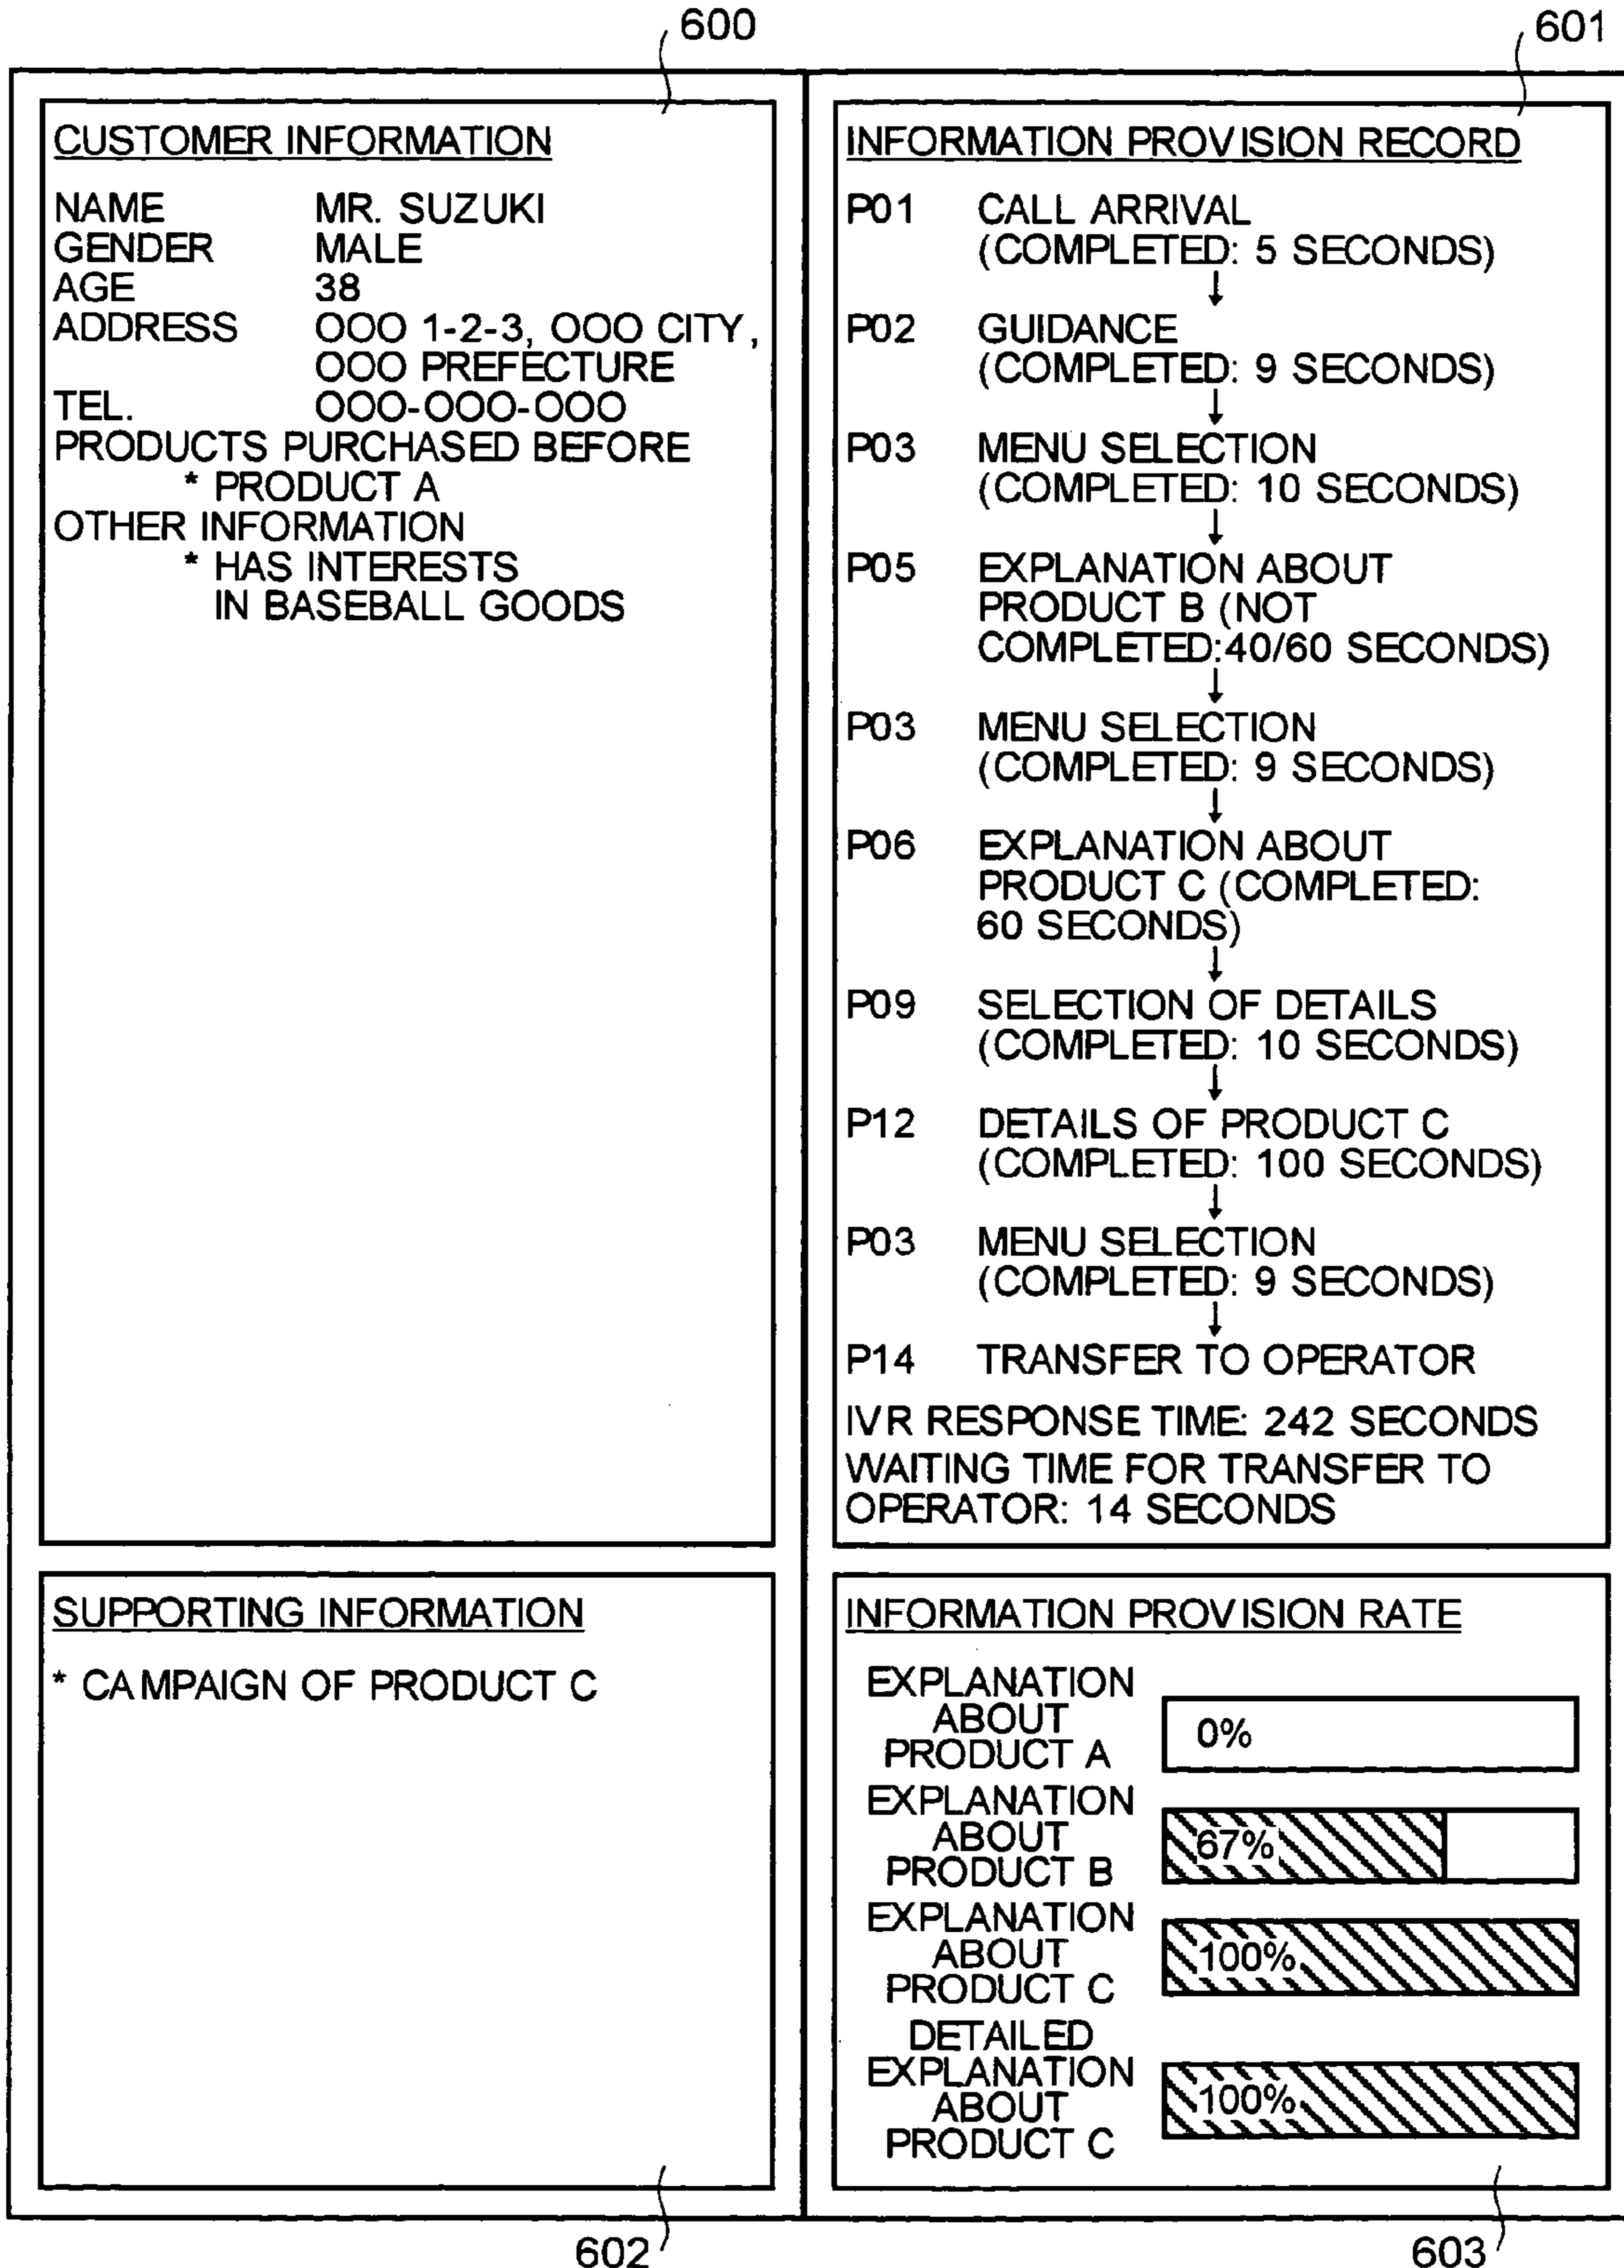 600
601
CUSTOMER INFORMATION
NAME MR. SUZUKI
GENDER MALE
AGE 38
ADDRESS OOO 1-2-3, OOO CITY,
OOO PREFECTURE
TEL. OOO-OOO-OOO
PRODUCTS PURCHASED BEFORE
* PRODUCT A
OTHER INFORMATION
* HAS INTERESTS
IN BASEBALL GOODS
INFORMATION PROVISION RECORD
P01 CALL ARRIVAL
(COMPLETED: 5 SECONDS)
↓
P02 GUIDANCE
(COMPLETED: 9 SECONDS)
↓
P03 MENU SELECTION
(COMPLETED: 10 SECONDS)
↓
P05 EXPLANATION ABOUT
PRODUCT B (NOT
COMPLETED:40/60 SECONDS)
↓
P03 MENU SELECTION
(COMPLETED: 9 SECONDS)
↓
P06 EXPLANATION ABOUT
PRODUCT C (COMPLETED:
60 SECONDS)
↓
P09 SELECTION OF DETAILS
(COMPLETED: 10 SECONDS)
↓
P12 DETAILS OF PRODUCT C
(COMPLETED: 100 SECONDS)
↓
P03 MENU SELECTION
(COMPLETED: 9 SECONDS)
↓
P14 TRANSFER TO OPERATOR
IVR RESPONSE TIME: 242 SECONDS
WAITING TIME FOR TRANSFER TO
OPERATOR: 14 SECONDS
SUPPORTING INFORMATION
* CAMPAIGN OF PRODUCT C
INFORMATION PROVISION RATE
EXPLANATION
ABOUT
PRODUCT A
0%
EXPLANATION
ABOUT
PRODUCT B
67%
EXPLANATION
ABOUT
PRODUCT C
100%
DETAILED
EXPLANATION
ABOUT
PRODUCT C
100%
602
603